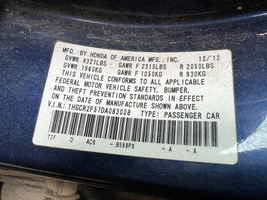 MFD. BY HONDA OF AMERICA MFG., INC. 12/12
GVWR 4321LBS GAWR F 2315LBS R 2050LBS
GVWR 1960KG GAWR F 1050KG R 930KG
THIS VEHICLE CONFORMS TO ALL APPLICABLE FEDERAL
MOTOR VEHICLE SAFETY, BUMPER, AND THEFT
PREVENTION STANDARDS IN EFFECT ON THE DATE OF
MANUFACTURE SHOWN ABOVE.
V.I.N: 1HGCR2F57DA083008 TYPE: PASSENGER CAR
T2F D AC8 - B588PX - A - A